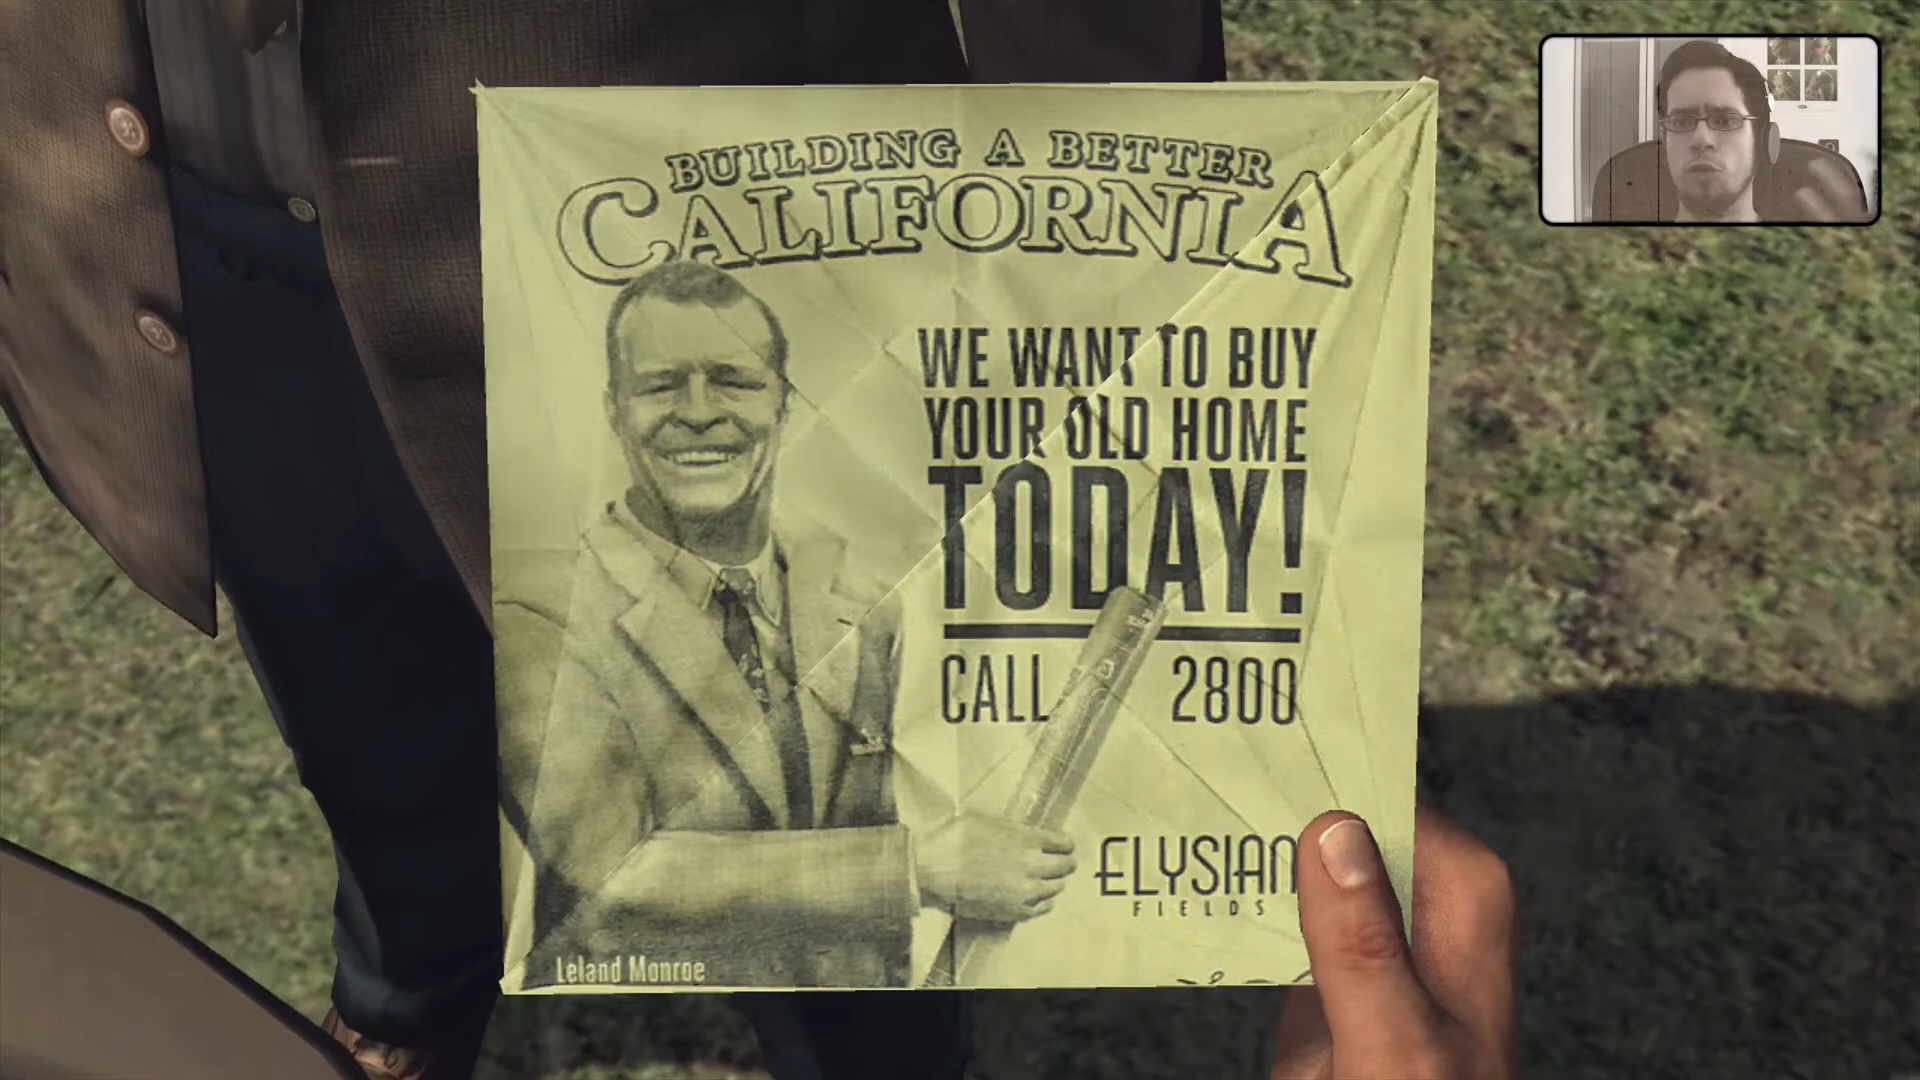 BUILDING A BETTER
CALIFORNIA
WE WANT TO BUY
YOUR OLD HOME
TODAY!
CALL 2800
ELYSIAN
FIELDS
Leland Monroe